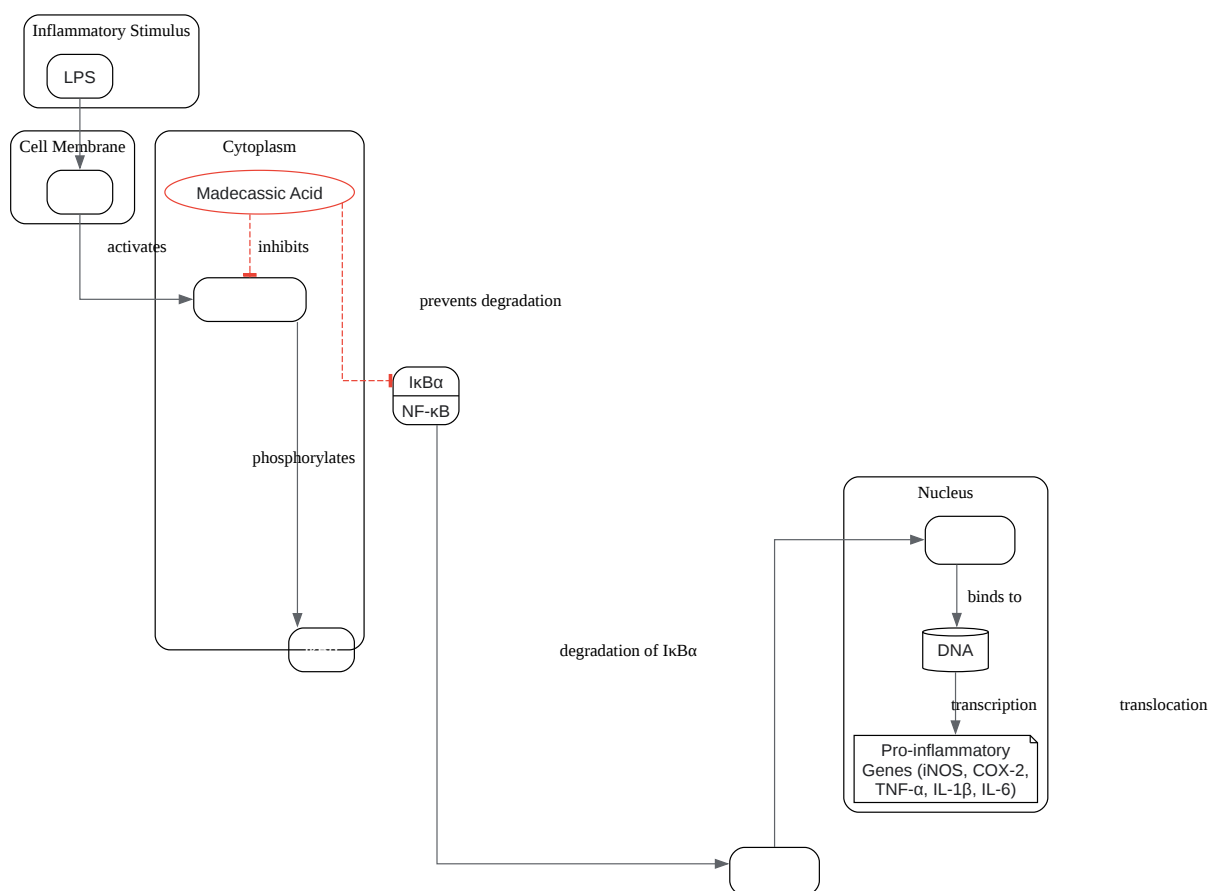 Inflammatory Stimulus
LPS
Cell Membrane
Cytoplasm
Madecassic Acid
activates
inhibits
prevents degradation
IκBα
NF-κB
phosphorylates
Nucleus
binds to
degradation of IκBα
DNA
transcription
translocation
Pro-inflammatory
Genes (iNOS, COX-2,
TNF-α, IL-1β, IL-6)